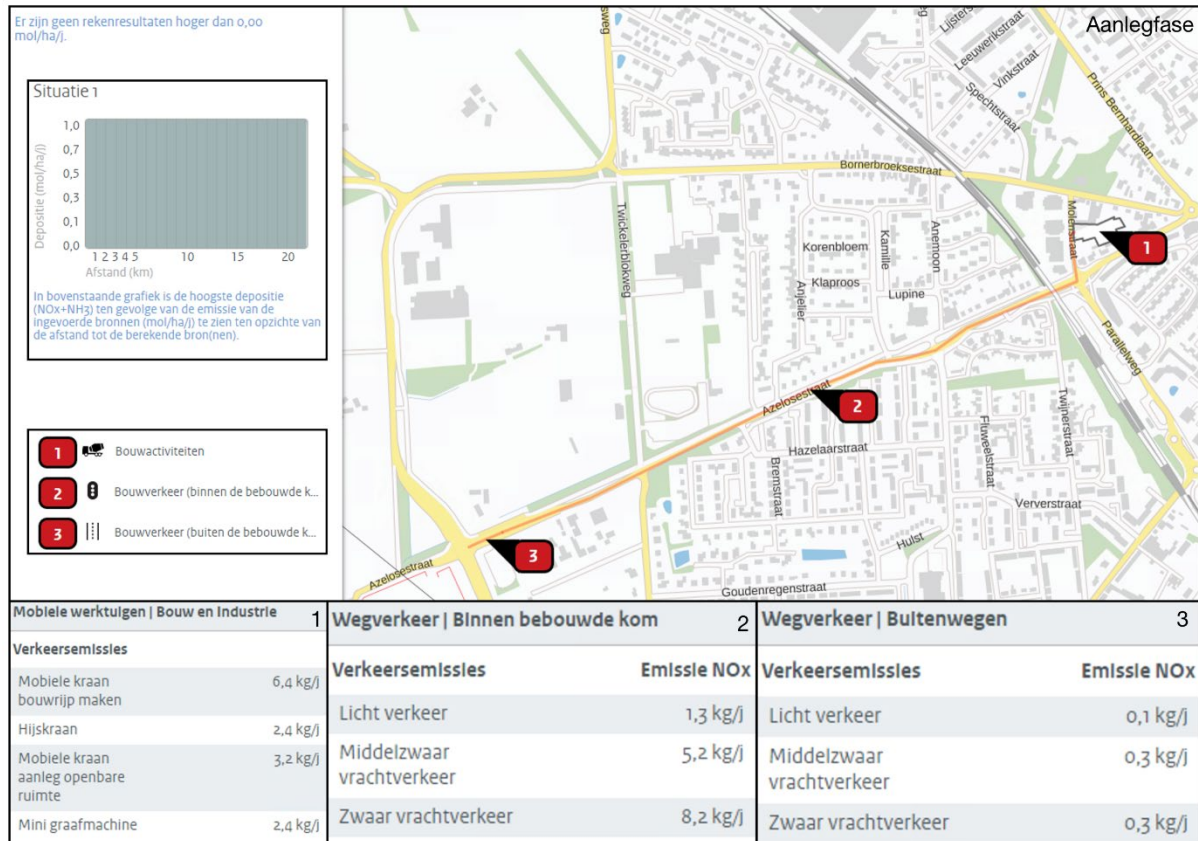 Er zijn geen rekenresultaten hoger dan 0,00
mol/ha/j.
Situatie 1
Depositie (mol/ha/j)
1,0
0,7
0,5
0,3
0,1
0,0
1 2 3 4 5 10 15 20
Afstand (km)
In bovenstaande grafiek is de hoogste depositie
(NOx+NH3) ten gevolge van de emissie van de
ingevoerde bronnen (mol/ha/j) te zien ten opzichte van
de afstand tot de berekende bron(nen).
1 Bouwactiviteiten
2 Bouwverkeer (binnen de bebouwde k...
3 Bouwverkeer (buiten de bebouwde k...
Aanlegfase
sweg
Lijsters
Leeuwerikstraat
Vinkstraat
Spechtstraat
Prins Bernhardlaan
Bornerbroeksestraat
Molenstraat
1
Twickelerblokweg
Korenbloem
Kamille
Anemoon
Klaproos
Anjelier
Lupine
Parallelweg
Azelosestraat
2
Hazelaarstraat
Bremstraat
Fluweelstraat
Twijnerstraat
Ververstraat
Hulst
3
Azelosestraat
Goudenregenstraat
Mobiele werktuigen | Bouw en Industrie 1
Verkeersemissies
Mobiele kraan 6,4 kg/j
bouwrijp maken
Hijskraan 2,4 kg/j
Mobiele kraan 3,2 kg/j
aanleg openbare
ruimte
Mini graafmachine 2,4 kg/j
Wegverkeer | Binnen bebouwde kom 2
Verkeersemissies Emissie NOx
Licht verkeer 1,3 kg/j
Middelzwaar 5,2 kg/j
vrachtverkeer
Zwaar vrachtverkeer 8,2 kg/j
Wegverkeer | Buitenwegen 3
Verkeersemissies Emissie NOx
Licht verkeer 0,1 kg/j
Middelzwaar 0,3 kg/j
vrachtverkeer
Zwaar vrachtverkeer 0,3 kg/j